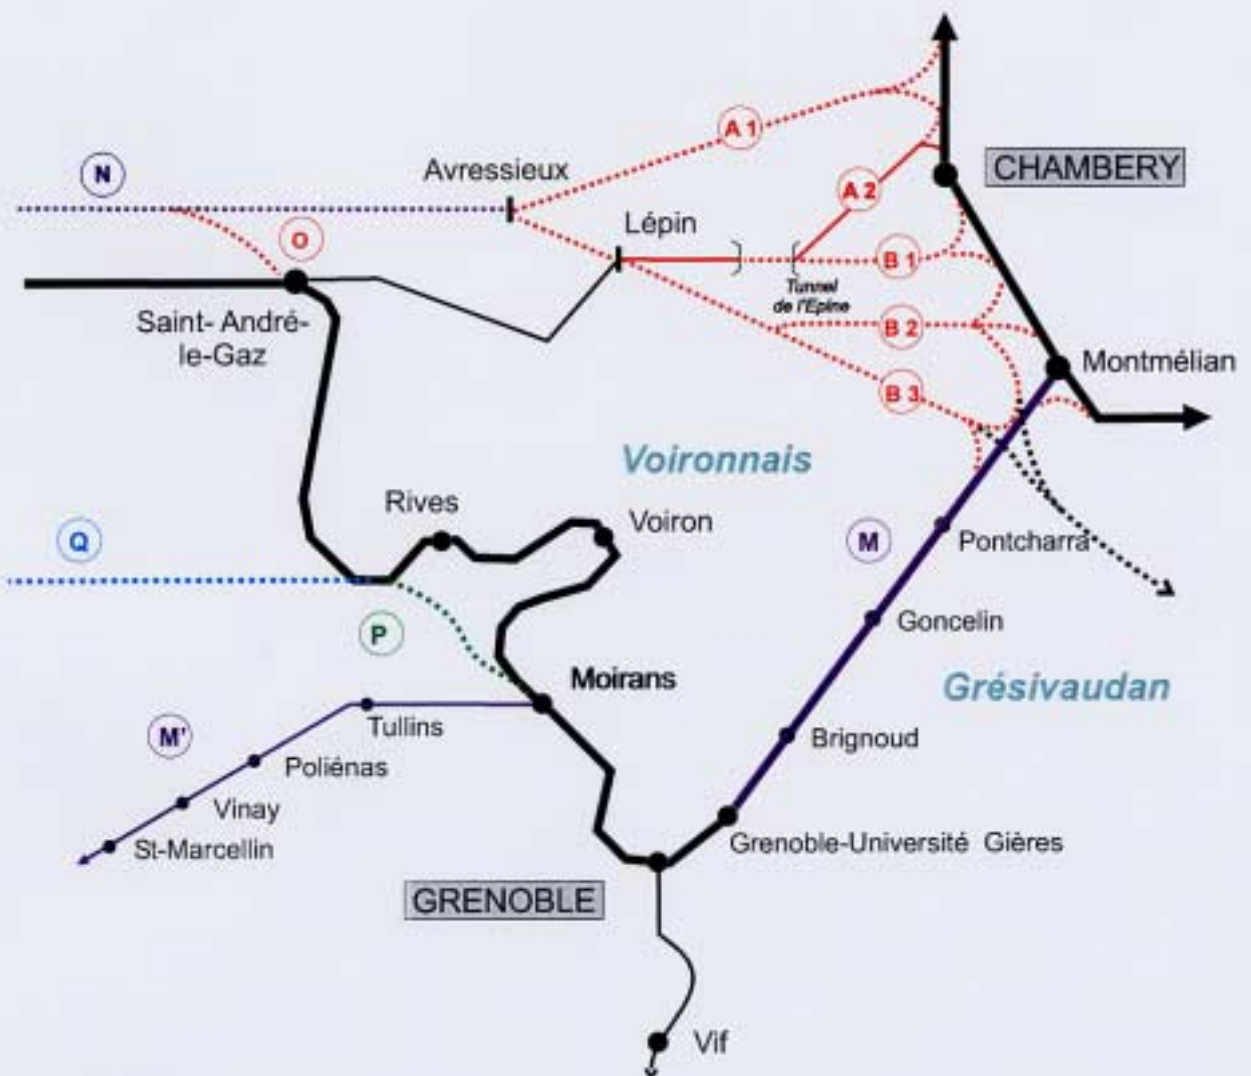 A 1
N
Avressieux
CHAMBERY
A 2
Lépin
O
B 1
Tunnel
de l'Epine
Saint- André-
le-Gaz
B 2
Montmélian
B 3
Voironnais
Rives
Voiron
Q
M
Pontcharra
P
Goncelin
Moirans
Grésivaudan
M'
Tullins
Brignoud
Poliénas
Vinay
St-Marcellin
Grenoble-Université Gières
GRENOBLE
Vif